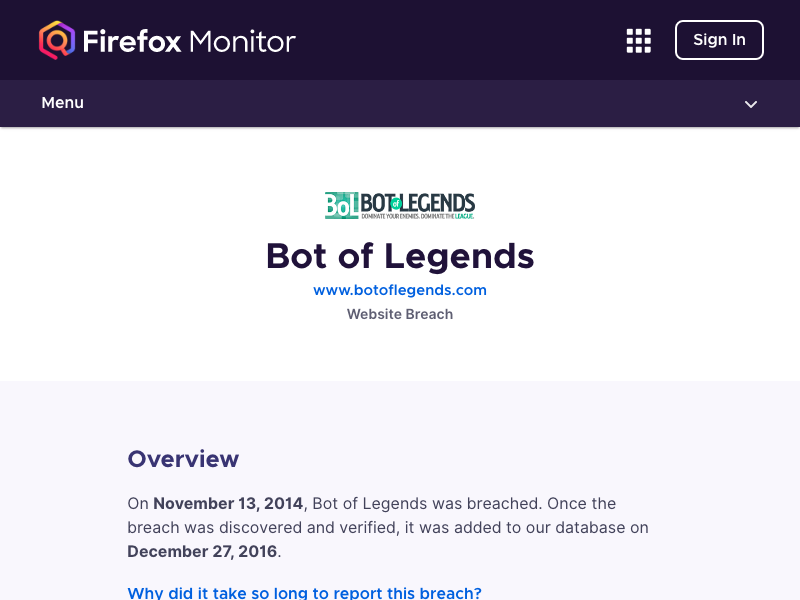 Firefox Monitor
Sign In
Menu
BoL BOT of LEGENDS
DOMINATE YOUR ENEMIES. DOMINATE THE LEAGUE.
Bot of Legends
www.botoflegends.com
Website Breach
Overview
On November 13, 2014, Bot of Legends was breached. Once the
breach was discovered and verified, it was added to our database on
December 27, 2016.
Why did it take so long to report this breach?